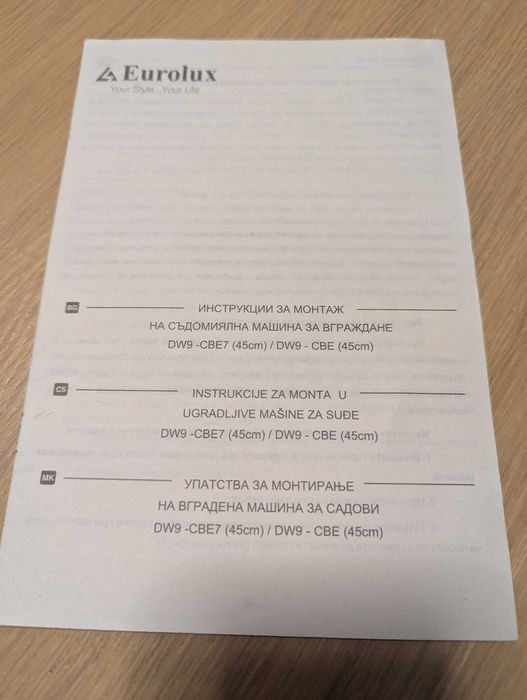 Eurolux
Your Style...Your Life
BG
ИНСТРУКЦИИ ЗА МОНТАЖ
НА СЪДОМИЯЛНА МАШИНА ЗА ВГРАЖДАНЕ
DW9 -CBE7 (45cm) / DW9 - CBE (45cm)
CS
INSTRUKCIJE ZA MONTA U
UGRADLJIVE MAŠINE ZA SUĐE
DW9 -CBE7 (45cm) / DW9 - CBE (45cm)
MK
УПАТСТВА ЗА МОНТИРАЊЕ
НА ВГРАДЕНА МАШИНА ЗА САДОВИ
DW9 -CBE7 (45cm) / DW9 - CBE (45cm)